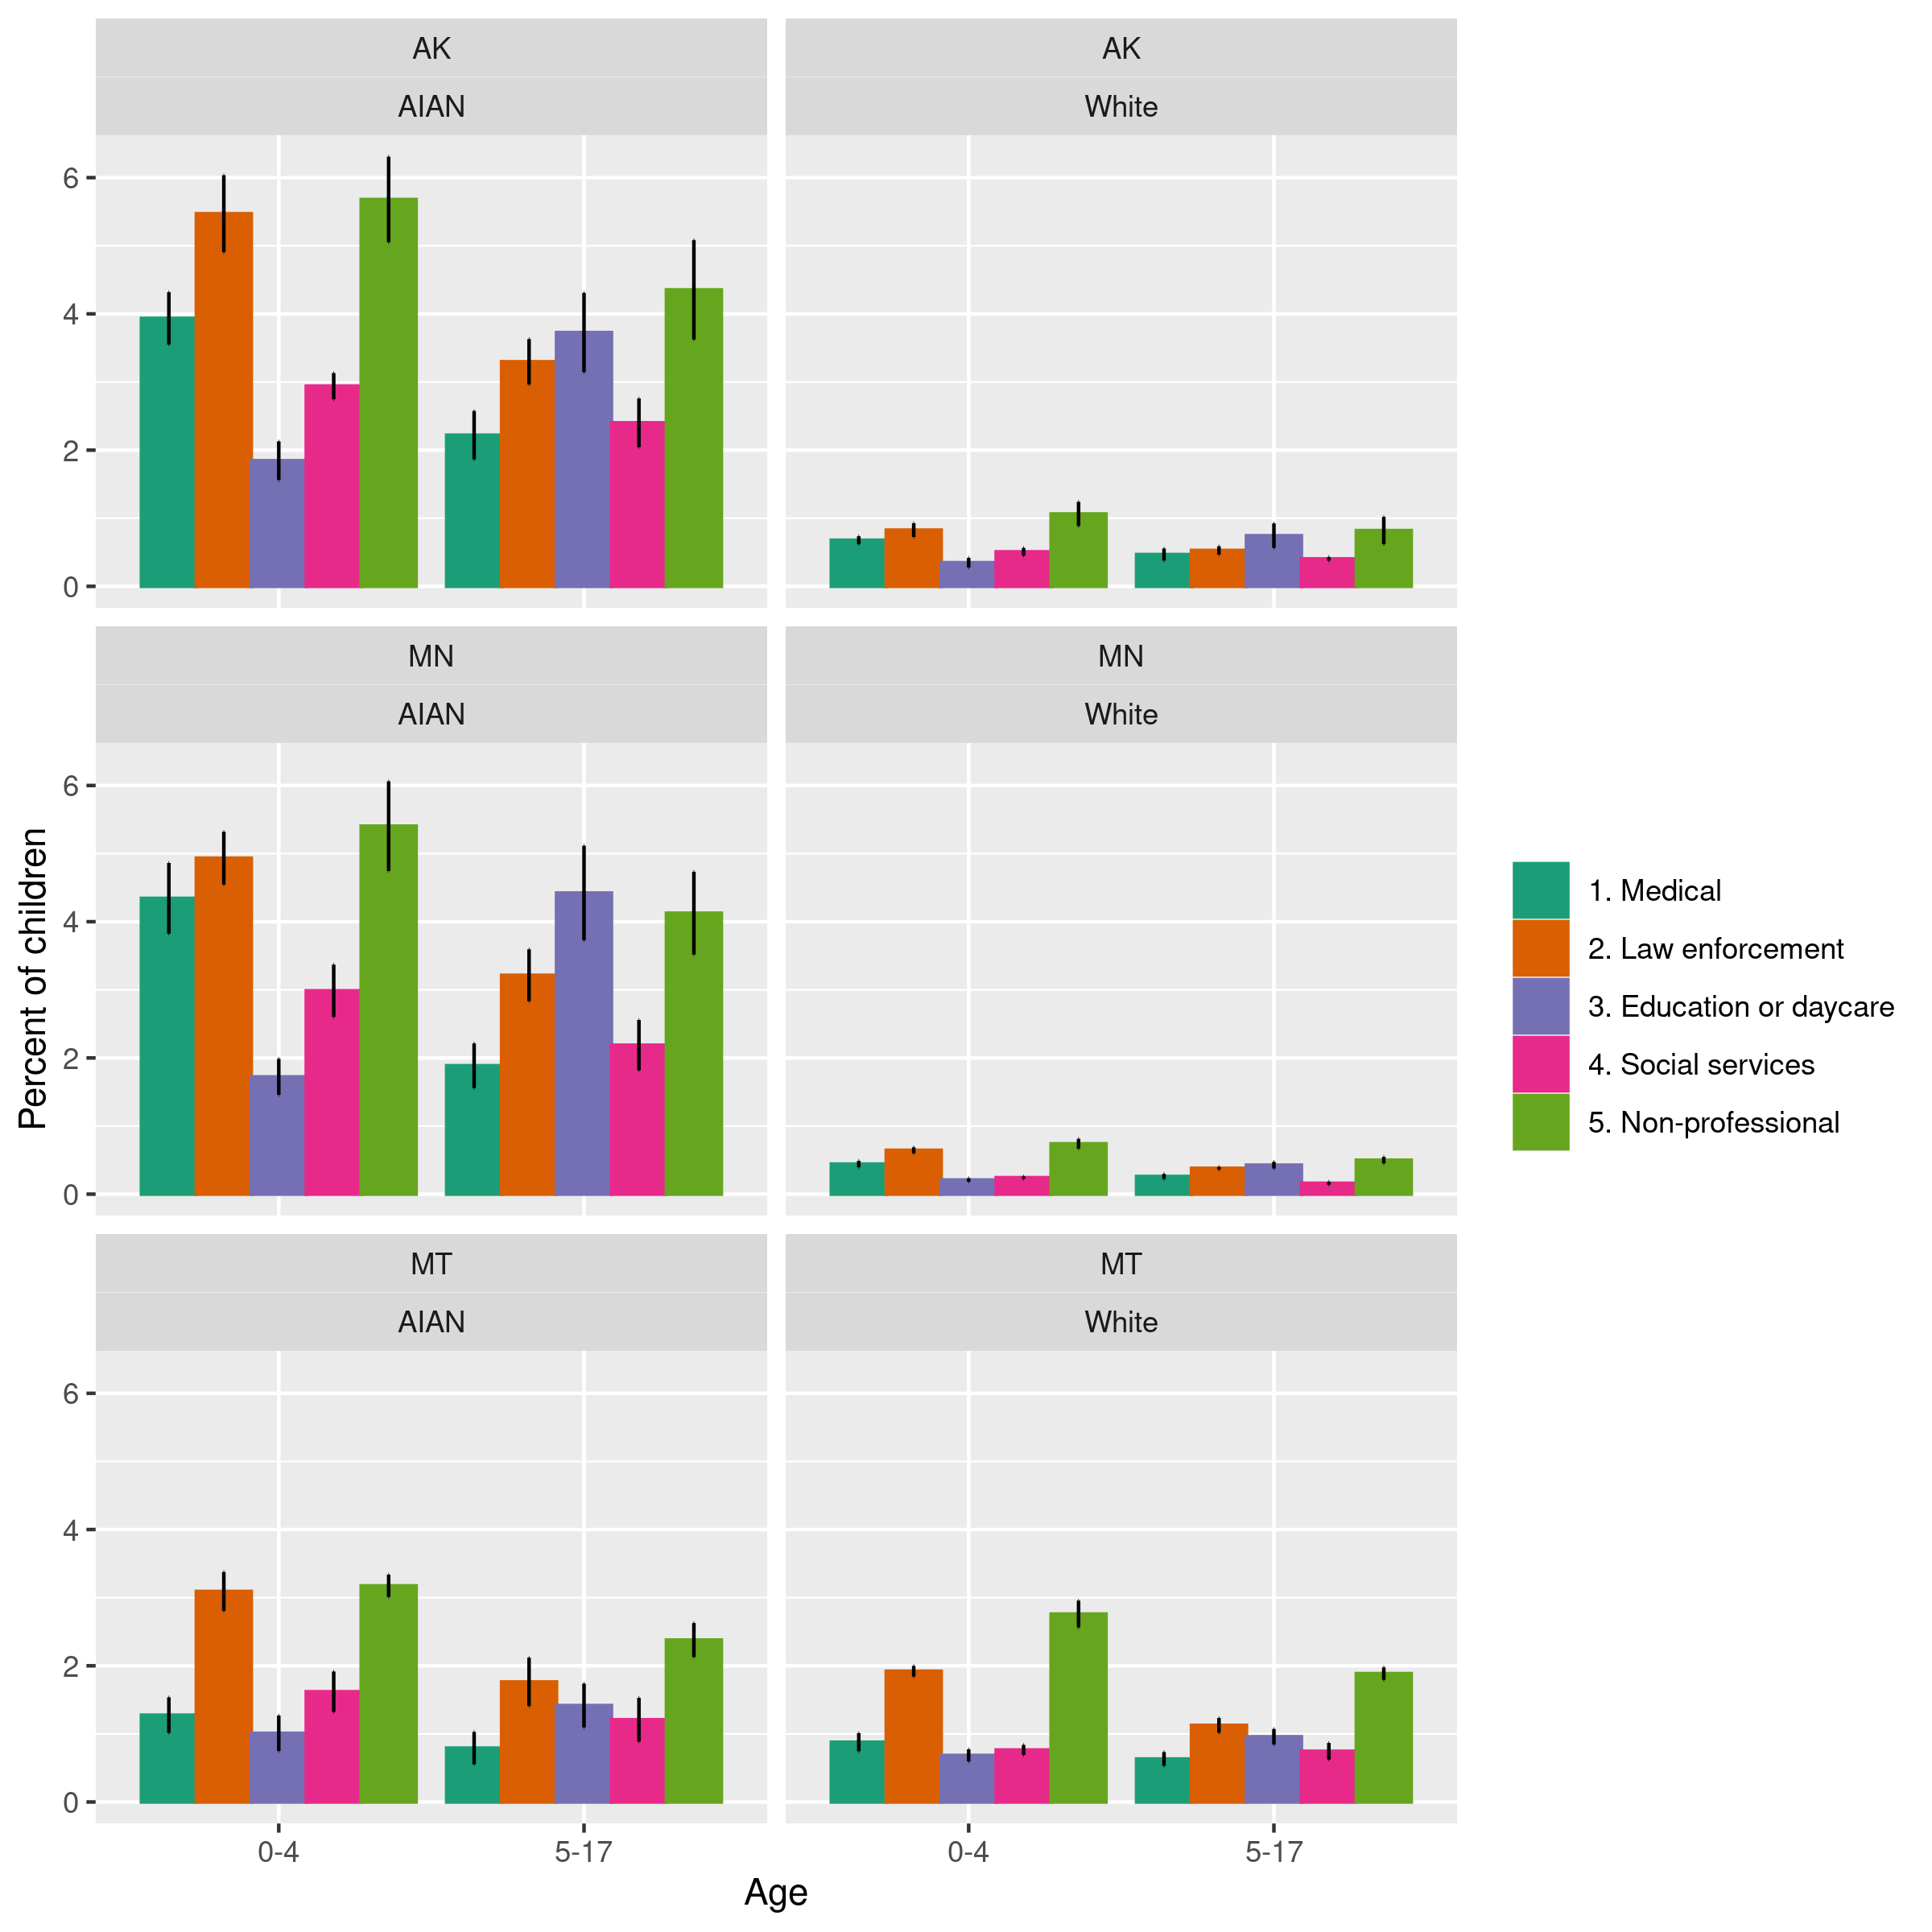 AK
AK
AIAN
White
6
4
2
0
MN
MN
AIAN
White
6
4
2
0
MT
MT
AIAN
White
6
4
2
0
0-4
5-17
0-4
5-17
Age
Percent of children
1. Medical
2. Law enforcement
3. Education or daycare
4. Social services
5. Non-professional